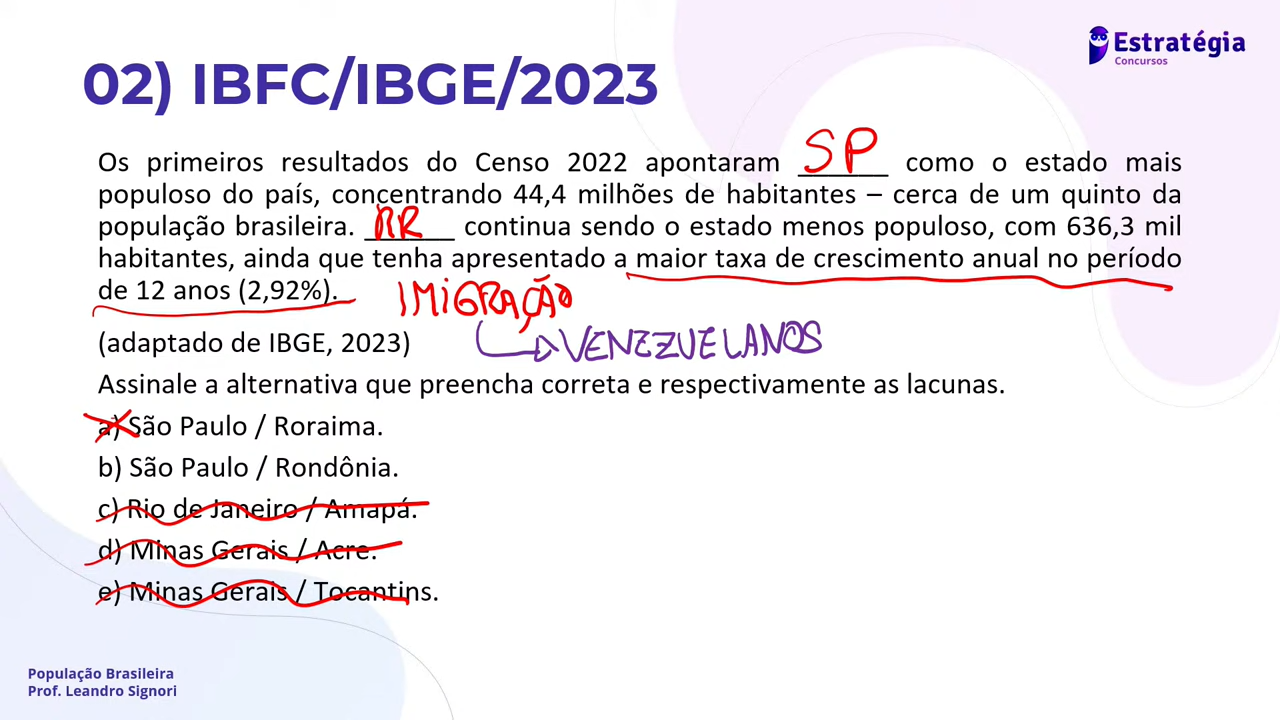 Estratégia
Concursos
02) IBFC/IBGE/2023
Os primeiros resultados do Censo 2022 apontaram SP como o estado mais
populoso do país, concentrando 44,4 milhões de habitantes – cerca de um quinto da
população brasileira. RR continua sendo o estado menos populoso, com 636,3 mil
habitantes, ainda que tenha apresentado a maior taxa de crescimento anual no período
de 12 anos (2,92%). IMIGRAÇÃO
(adaptado de IBGE, 2023) VENEZUELANOS
Assinale a alternativa que preencha correta e respectivamente as lacunas.
a) São Paulo / Roraima.
b) São Paulo / Rondônia.
c) Rio de Janeiro / Amapá.
d) Minas Gerais / Acre.
e) Minas Gerais / Tocantins.
População Brasileira
Prof. Leandro Signori